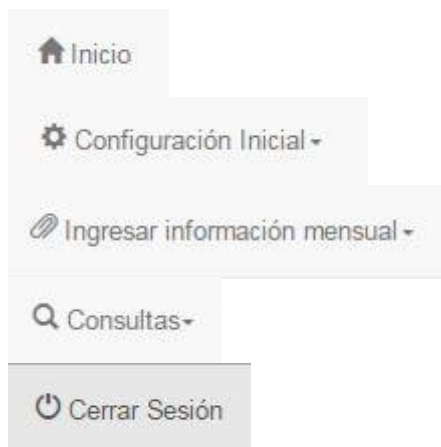 Inicio
Configuración Inicial
Ingresar información mensual
Consultas
Cerrar Sesión